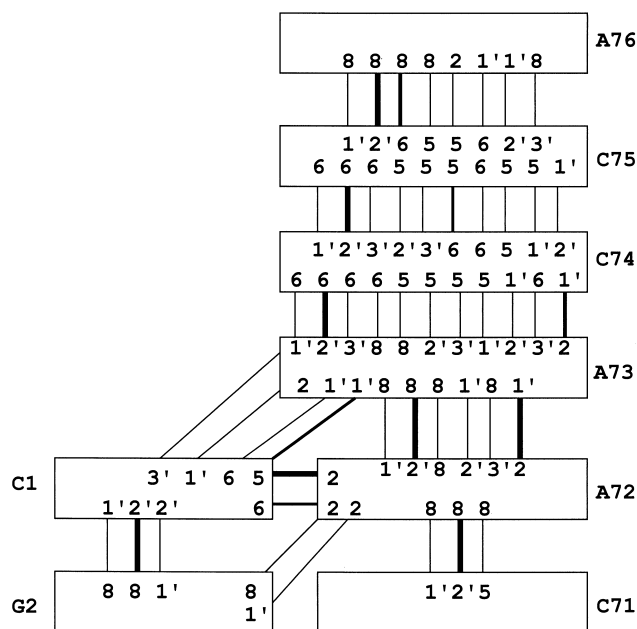 A76
8 8 8 8 2 1'1'8
1'2'6 5 5 6 2'3'
C75
6 6 6 5 5 5 6 5 5 1'
1'2'3'2'3'6 6 5 1'2'
C74
6 6 6 6 5 5 5 5 1'6 1'
1'2'3'8 8 2'3'1'2'3'2
A73
2 1'1'8 8 8 1'8 1'
1'2'8 2'3'2
C1 3' 1' 6 5 2 A72
1'2'2' 6 2 2 8 8 8
8 8 1' 8 1'2'5
G2 1' C71